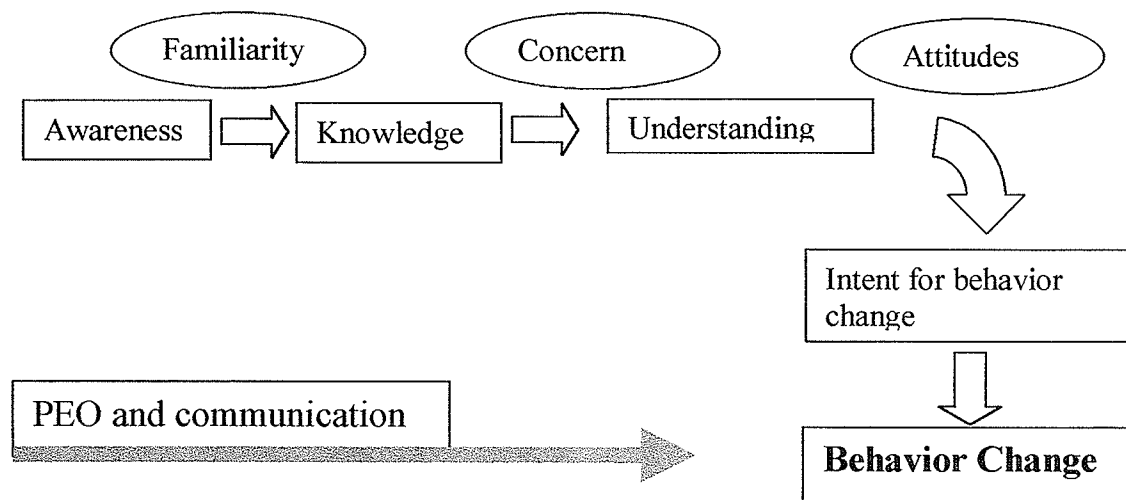 Familiarity
Concern
Attitudes
Awareness
Knowledge
Understanding
Intent for behavior
change
PEO and communication
Behavior Change